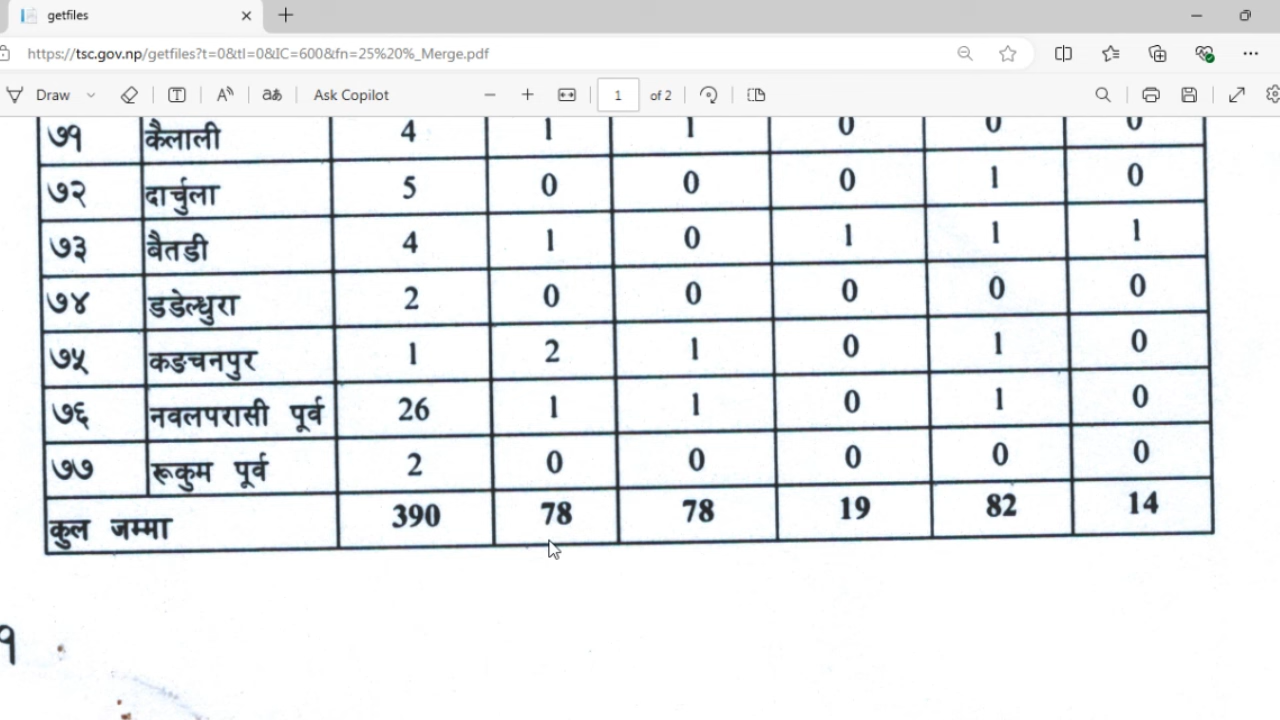 getfiles
https://tsc.gov.np/getfiles?t=0&tl=0&IC=600&fn=25%20%_Merge.pdf
Draw Ask Copilot 1 of 2
७१ कैलाली 4 1 1 0 0 0
७२ दार्चुला 5 0 0 0 1 0
७३ बैतडी 4 1 0 1 1 1
७४ डडेल्धुरा 2 0 0 0 0 0
७५ कङचनपुर 1 2 1 0 1 0
७६ नवलपरासी पूर्व 26 1 1 0 1 0
७७ रूकुम पूर्व 2 0 0 0 0 0
कुल जम्मा 390 78 78 19 82 14
१